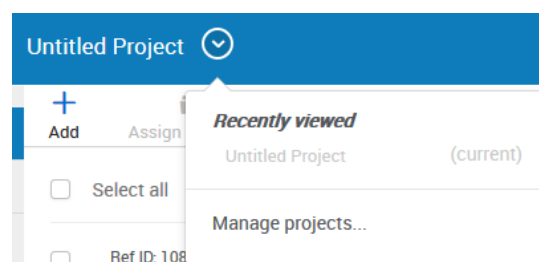 Untitled Project
Add
Assign
Recently viewed
Untitled Project (current)
Select all
Manage projects...
Ref ID: 108